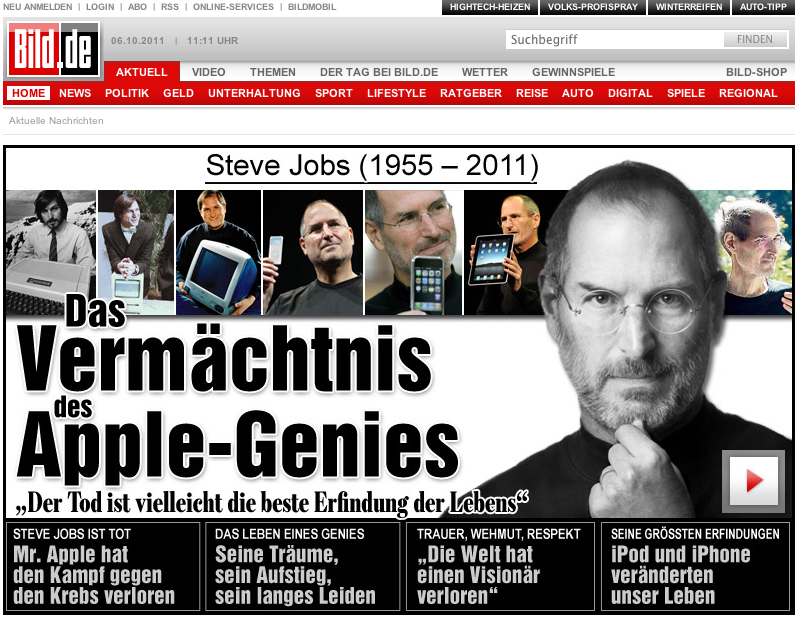 NEU ANMELDEN | LOGIN | ABO | RSS | ONLINE-SERVICES | BILDMOBIL
HIGHTECH-HEIZEN VOLKS-PROFISPRAY WINTERREIFEN AUTO-TIPP
Bild.de
06.10.2011 | 11:11 UHR
Suchbegriff FINDEN
AKTUELL VIDEO THEMEN DER TAG BEI BILD.DE WETTER GEWINNSPIELE BILD-SHOP
HOME NEWS POLITIK GELD UNTERHALTUNG SPORT LIFESTYLE RATGEBER REISE AUTO DIGITAL SPIELE REGIONAL
Aktuelle Nachrichten
Steve Jobs (1955 – 2011)
Das
Vermächtnis
des
Apple-Genies
„Der Tod ist vielleicht die beste Erfindung der Lebens“
STEVE JOBS IST TOT
Mr. Apple hat
den Kampf gegen
den Krebs verloren
DAS LEBEN EINES GENIES
Seine Träume,
sein Aufstieg,
sein langes Leiden
TRAUER, WEHMUT, RESPEKT
„Die Welt hat
einen Visionär
verloren“
SEINE GRÖSSTEN ERFINDUNGEN
iPod und iPhone
veränderten
unser Leben